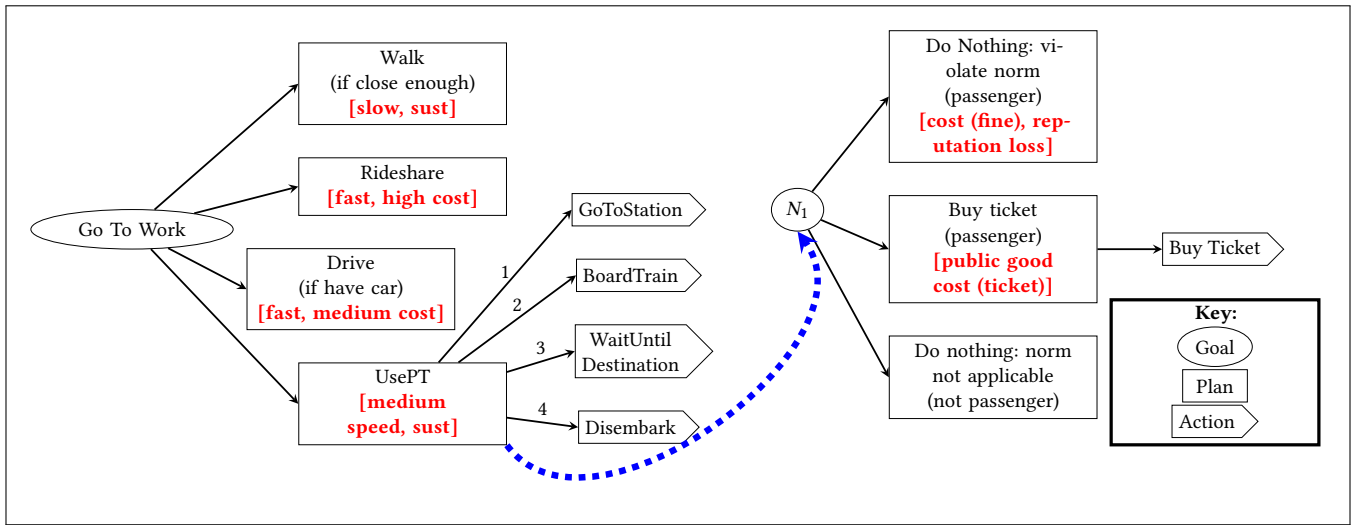 Go To Work
Walk
(if close enough)
[slow, sust]
Rideshare
[fast, high cost]
Drive
(if have car)
[fast, medium cost]
UsePT
[medium
speed, sust]
1
2
3
4
GoToStation
BoardTrain
WaitUntil
Destination
Disembark
N1
Do Nothing: vi-
olate norm
(passenger)
[cost (fine), rep-
utation loss]
Buy ticket
(passenger)
[public good
cost (ticket)]
Buy Ticket
Do nothing: norm
not applicable
(not passenger)
Key:
Goal
Plan
Action